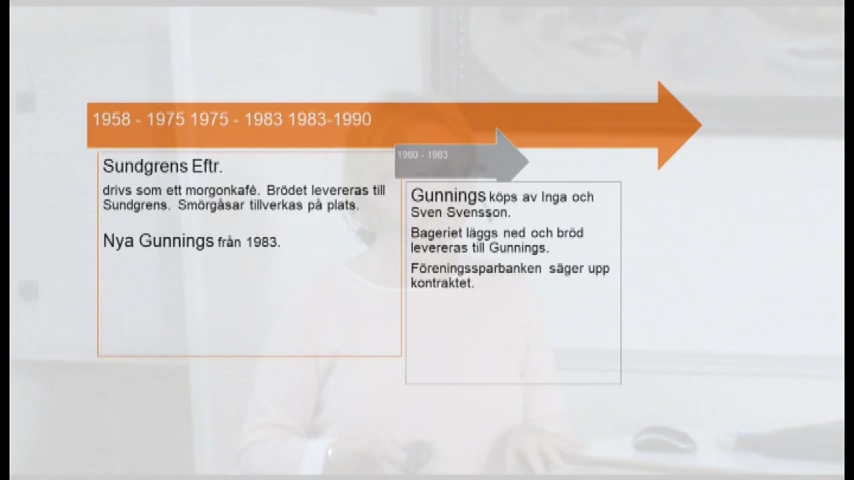 1958 - 1975 1975 - 1983 1983-1990
1980 - 1983
Sundgrens Eftr.
drivs som ett morgonkafé. Brödet levereras till
Sundgrens. Smörgåsar tillverkas på plats.
Nya Gunnings från 1983.
Gunnings köps av Inga och
Sven Svensson.
Bageriet läggs ned och bröd
levereras till Gunnings.
Föreningssparbanken säger upp
kontraktet.